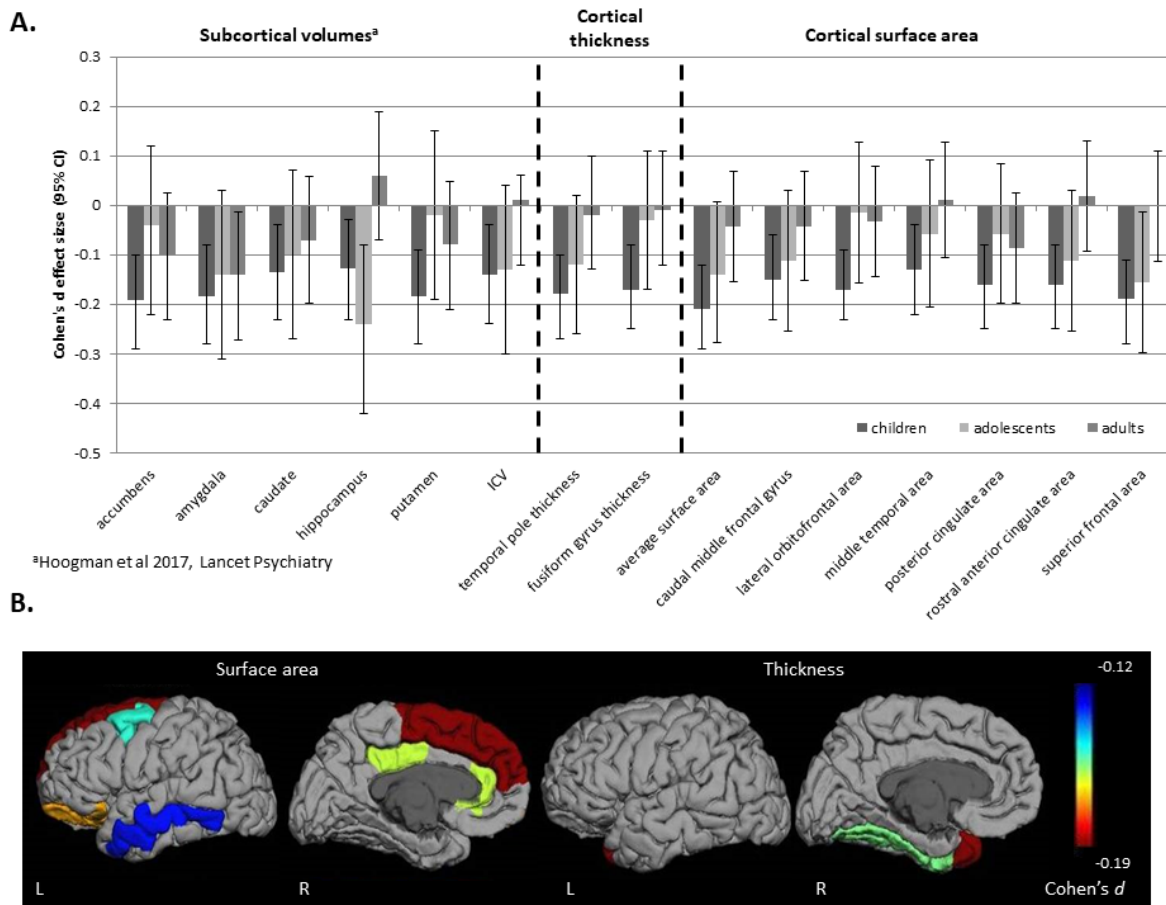 A.
Subcortical volumesᵃ
Cortical
thickness
Cortical surface area
Cohen's d effect sizse (95% CI)
0.3
0.2
0.1
0
-0.1
-0.2
-0.3
-0.4
-0.5
children
adolescents
adults
accumbens
amygdala
caudate
hippocampus
putamen
ICV
temporal pole thickness
fusiform gyrus thickness
average surface area
caudal middle frontal gyrus
lateral orbitofrontal area
middle temporal area
posterior cingulate area
rostral anterior cingulate area
superior frontal area
ᵃHoogman et al 2017, Lancet Psychiatry
B.
Surface area
Thickness
-0.12
-0.19
L
R
L
R
Cohen's d